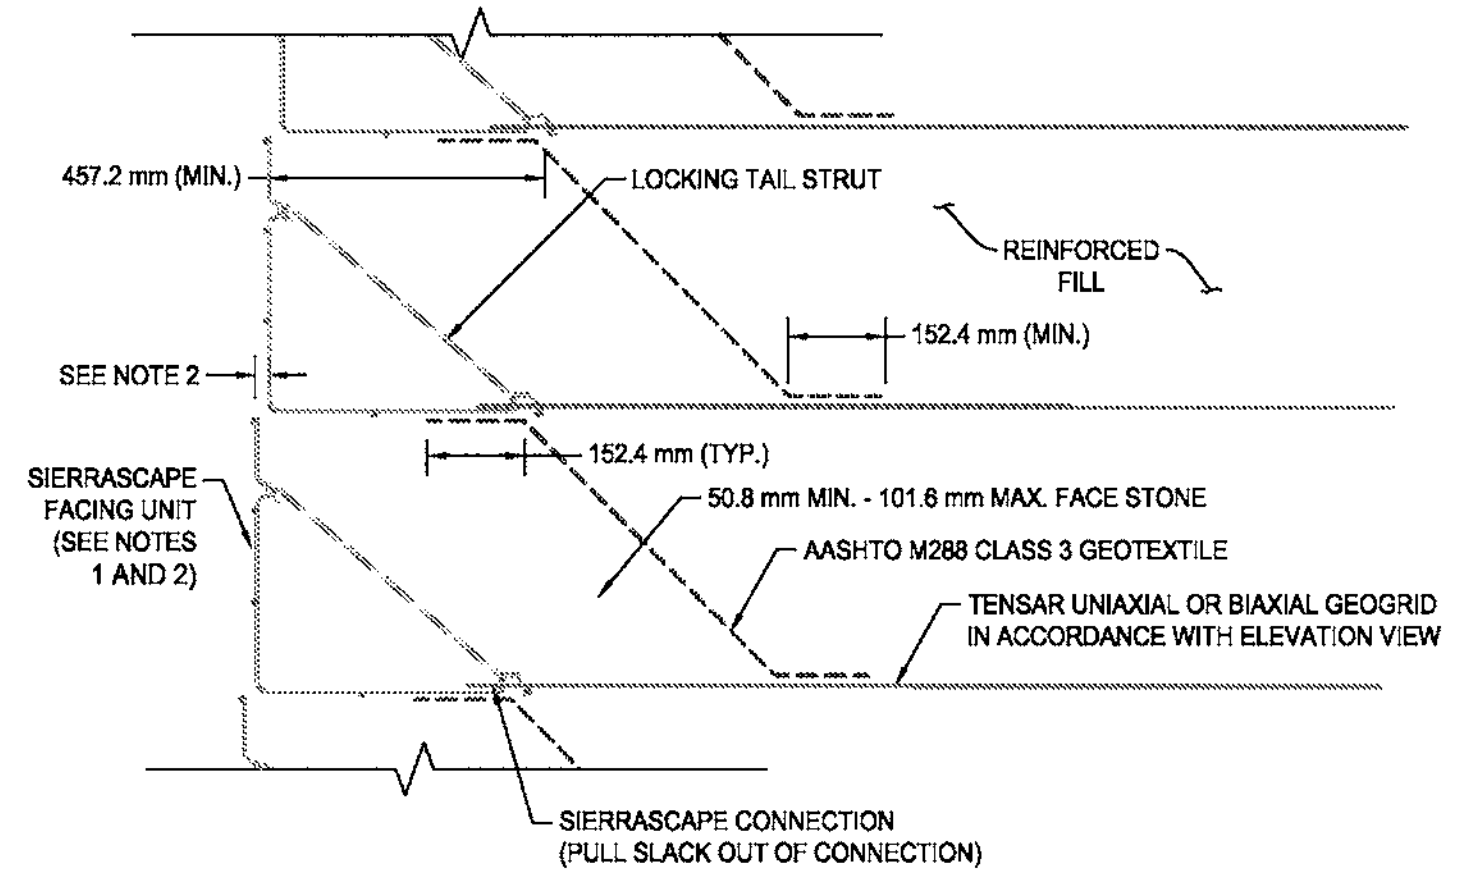 457.2 mm (MIN.)
LOCKING TAIL STRUT
REINFORCED
FILL
152.4 mm (MIN.)
SEE NOTE 2
152.4 mm (TYP.)
SIERRASCAPE
FACING UNIT
(SEE NOTES
1 AND 2)
50.8 mm MIN. - 101.6 mm MAX. FACE STONE
AASHTO M288 CLASS 3 GEOTEXTILE
TENSAR UNIAXIAL OR BIAXIAL GEOGRID
IN ACCORDANCE WITH ELEVATION VIEW
SIERRASCAPE CONNECTION
(PULL SLACK OUT OF CONNECTION)